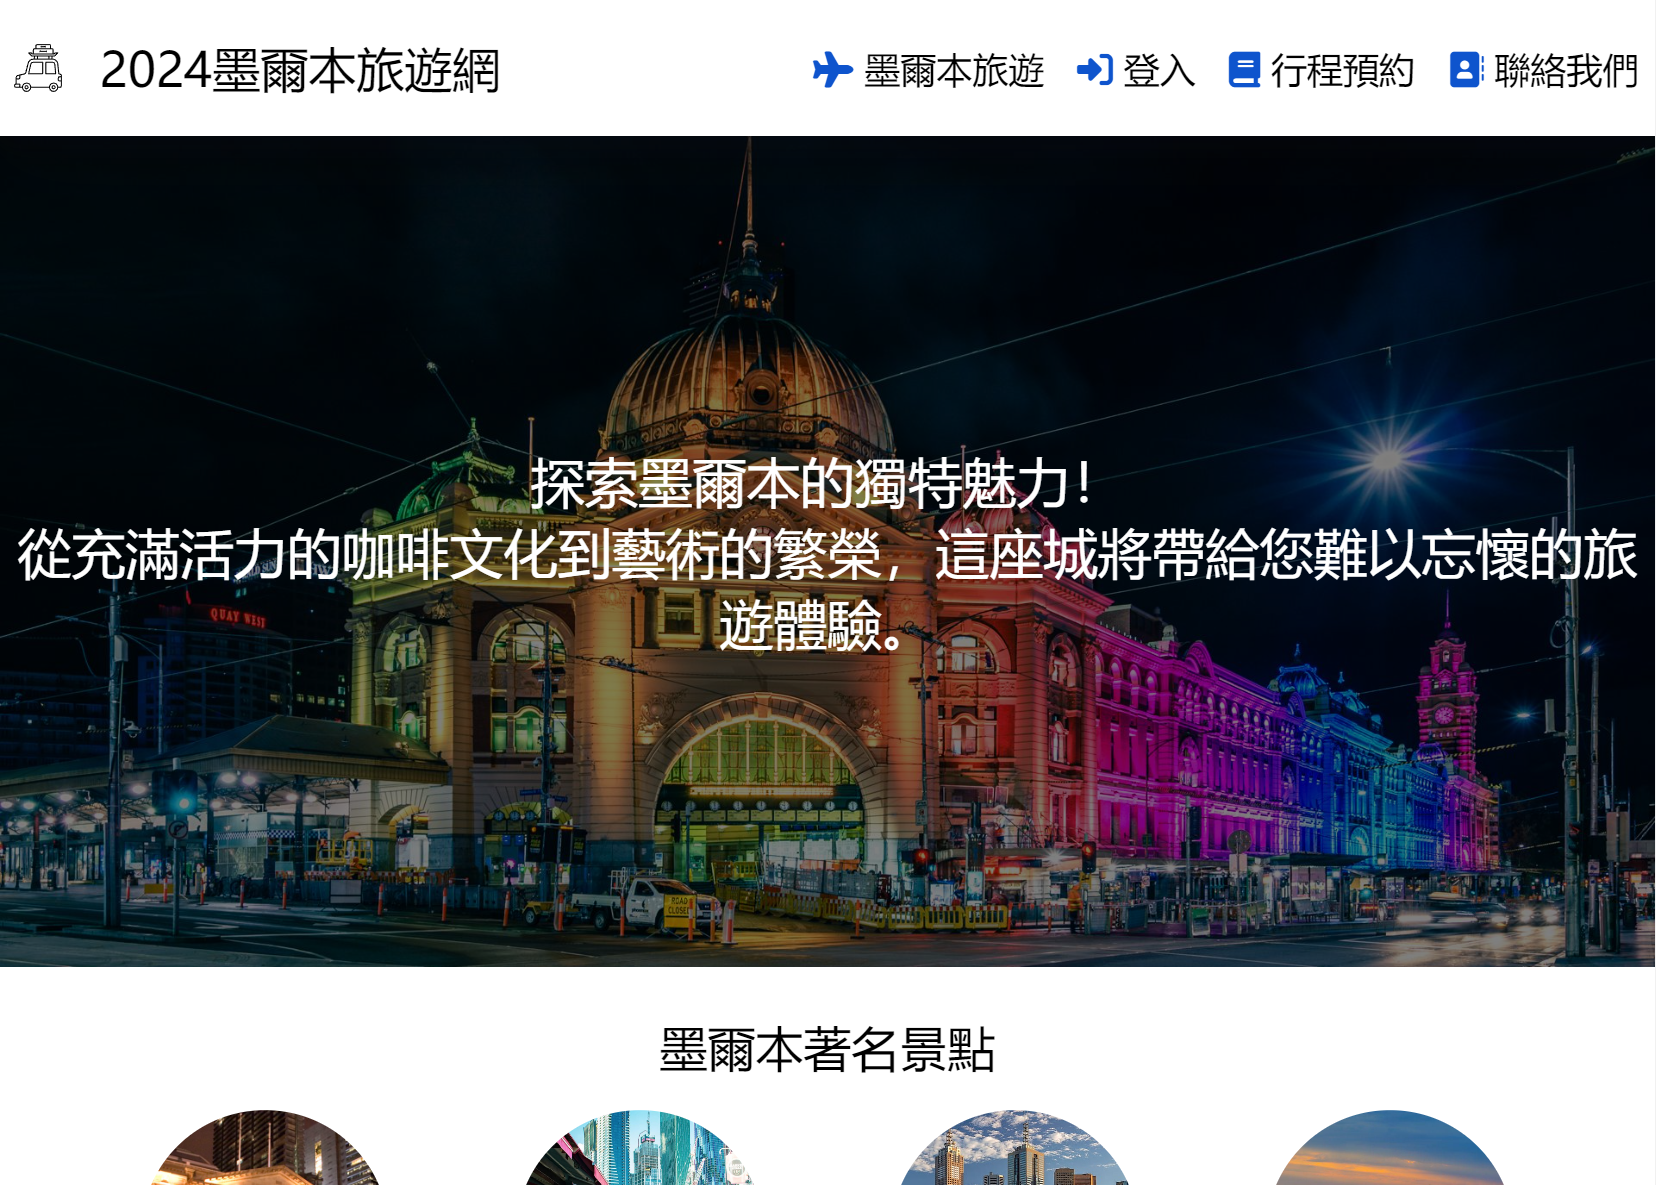 2024墨爾本旅遊網
墨爾本旅遊
登入
行程預約
聯絡我們
探索墨爾本的獨特魅力！
從充滿活力的咖啡文化到藝術的繁榮，這座城將帶給您難以忘懷的旅
遊體驗。
QUAY WEST
ROAD
CLOSED
墨爾本著名景點